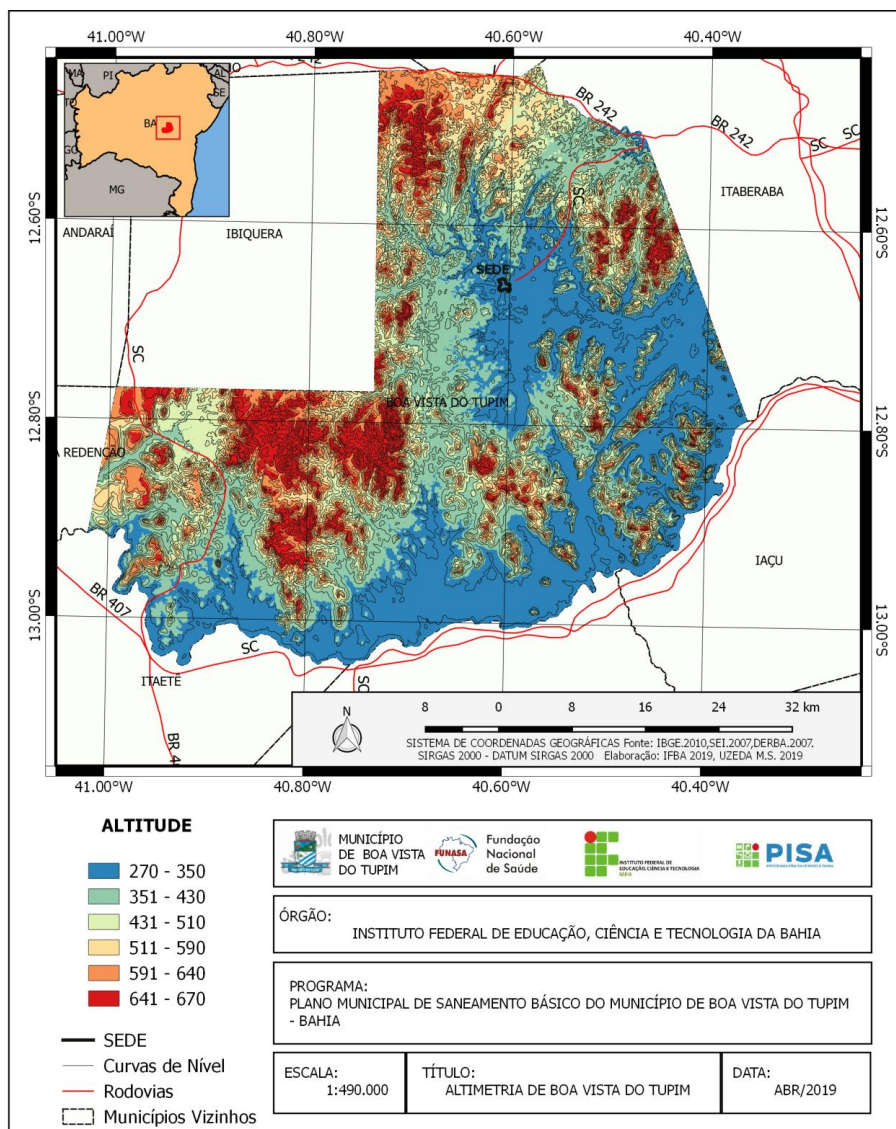 41.00°W 40.80°W 40.60°W 40.40°W
MA PI AL
SE
TO
BA
GO
MG
BR 242
BR 242
SC
SC
SC
SC
ITABERABA
12.60°S
12.60°S
ANDARAÍ
IBIQUERA
SEDE
SC
BOA VISTA DO TUPIM
12.80°S
12.80°S
A REDENÇÃO
IAÇU
BR 407
13.00°S
13.00°S
SC
ITAETÊ
SC
BR 4
N
8 0 8 16 24 32 km
SISTEMA DE COORDENADAS GEOGRÁFICAS Fonte: IBGE.2010,SEI.2007,DERBA.2007.
SIRGAS 2000 - DATUM SIRGAS 2000 Elaboração: IFBA 2019, UZEDA M.S. 2019
41.00°W 40.80°W 40.60°W 40.40°W
ALTITUDE
270 - 350
351 - 430
431 - 510
511 - 590
591 - 640
641 - 670
SEDE
Curvas de Nível
Rodovias
Municípios Vizinhos
MUNICÍPIO
DE BOA VISTA
DO TUPIM
FUNASA
Fundação
Nacional
de Saúde
INSTITUTO FEDERAL DE
EDUCAÇÃO, CIÊNCIA E TECNOLOGIA
BAHIA
PISA
ÓRGÃO:
INSTITUTO FEDERAL DE EDUCAÇÃO, CIÊNCIA E TECNOLOGIA DA BAHIA
PROGRAMA:
PLANO MUNICIPAL DE SANEAMENTO BÁSICO DO MUNICÍPIO DE BOA VISTA DO TUPIM
- BAHIA
ESCALA:
1:490.000
TÍTULO:
ALTIMETRIA DE BOA VISTA DO TUPIM
DATA:
ABR/2019